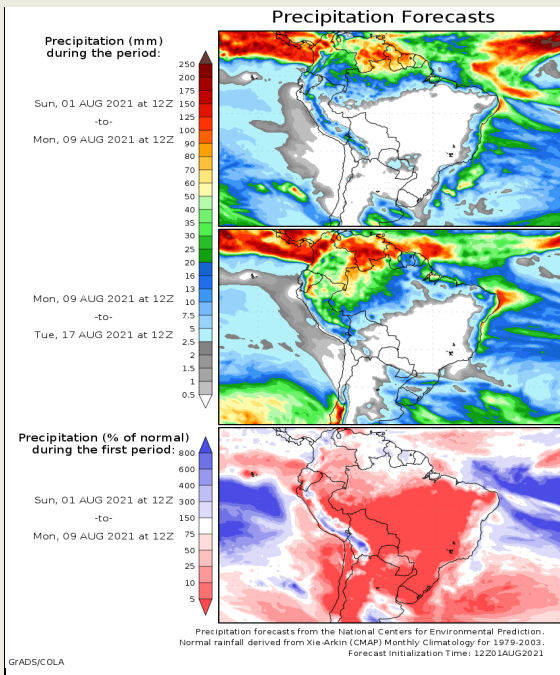 Precipitation Forecasts
Precipitation (mm)
during the period:
Sun, 01 AUG 2021 at 12Z
-to-
Mon, 09 AUG 2021 at 12Z
250
200
175
150
125
100
90
80
70
60
50
40
35
30
25
20
16
13
10
7.5
5
2.5
2
1.5
1
0.5
Mon, 09 AUG 2021 at 12Z
-to-
Tue, 17 AUG 2021 at 12Z
Precipitation (% of normal)
during the first period:
800
600
400
300
150
75
50
25
10
5
Sun, 01 AUG 2021 at 12Z
-to-
Mon, 09 AUG 2021 at 12Z
Precipitation forecasts from the National Centers for Environmental Prediction.
Normal rainfall derived from Xie-Arkin (CMAP) Monthly Climatology for 1979-2003.
Forecast Initialization Time: 12Z01AUG2021
GrADS/COLA